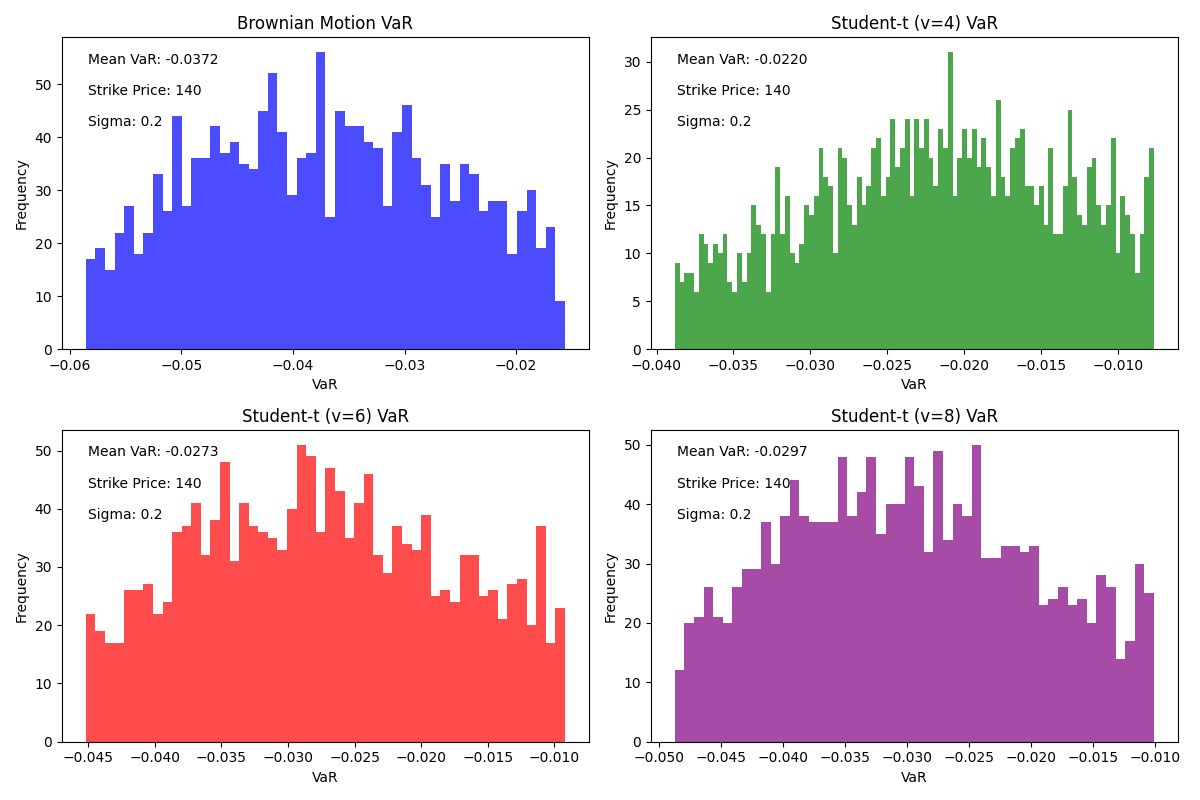 Brownian Motion VaR
Mean VaR: -0.0372
Strike Price: 140
Sigma: 0.2
Frequency
50
40
30
20
10
0
−0.06 −0.05 −0.04 −0.03 −0.02
VaR
Student-t (v=4) VaR
Mean VaR: -0.0220
Strike Price: 140
Sigma: 0.2
Frequency
30
25
20
15
10
5
0
−0.040 −0.035 −0.030 −0.025 −0.020 −0.015 −0.010
VaR
Student-t (v=6) VaR
Mean VaR: -0.0273
Strike Price: 140
Sigma: 0.2
Frequency
50
40
30
20
10
0
−0.045 −0.040 −0.035 −0.030 −0.025 −0.020 −0.015 −0.010
VaR
Student-t (v=8) VaR
Mean VaR: -0.0297
Strike Price: 140
Sigma: 0.2
Frequency
50
40
30
20
10
0
−0.050 −0.045 −0.040 −0.035 −0.030 −0.025 −0.020 −0.015 −0.010
VaR